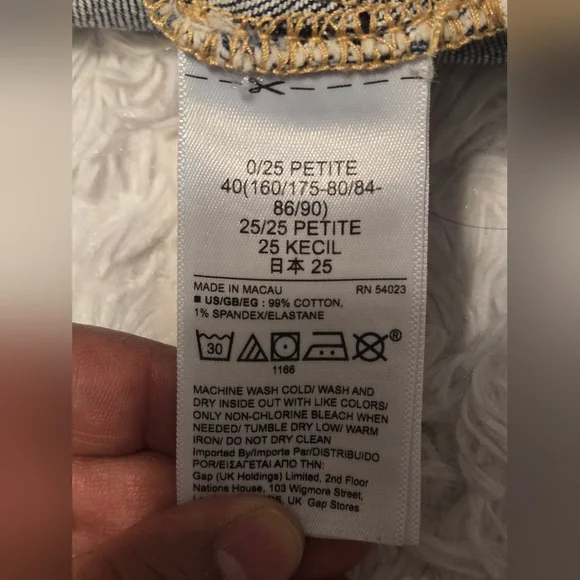 0/25 PETITE
40(160/175-80/84-
86/90)
25/25 PETITE
25 KECIL
日本 25
MADE IN MACAU RN 54023
■ US/GB/EG : 99% COTTON,
1% SPANDEX/ELASTANE
30 ®
1166
MACHINE WASH COLD/ WASH AND
DRY INSIDE OUT WITH LIKE COLORS/
ONLY NON-CHLORINE BLEACH WHEN
NEEDED/ TUMBLE DRY LOW/ WARM
IRON/ DO NOT DRY CLEAN
Imported By/Importe Par/DISTRIBUIDO
POR/ΕΙΣΑΓΕΤΑΙ ΑΠΟ ΤΗΝ:
Gap (UK Holdings) Limited, 2nd Floor
Nations House, 103 Wigmore Street,
UK Gap Stores